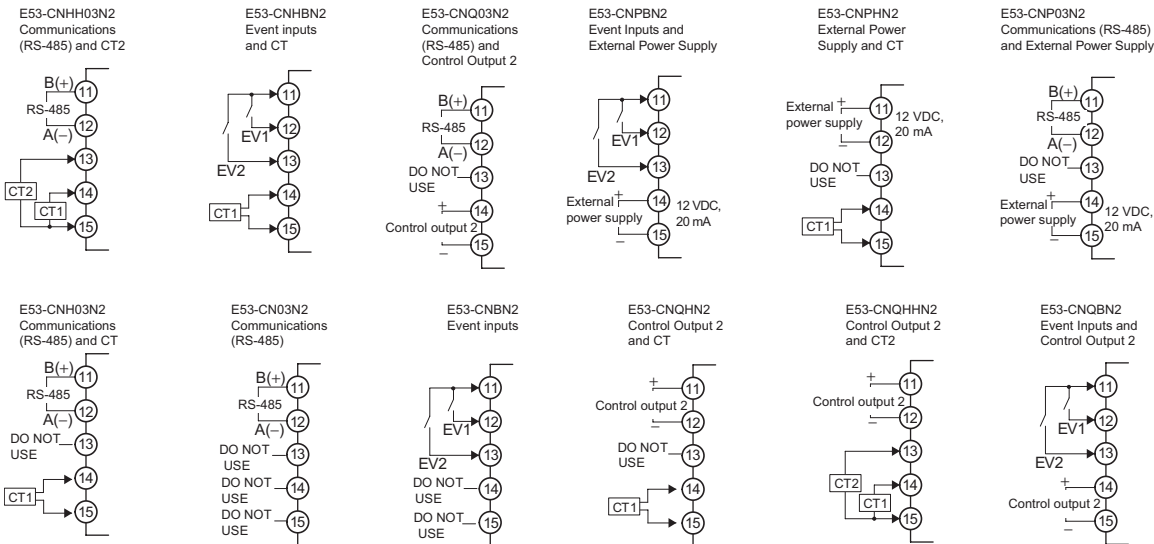 E53-CNHH03N2
Communications
(RS-485) and CT2
B(+)
11
RS-485
12
A(−)
13
CT2
14
CT1
15
E53-CNHBN2
Event inputs
and CT
11
12
EV1
13
EV2
14
CT1
15
E53-CNQ03N2
Communications
(RS-485) and
Control Output 2
B(+)
11
RS-485
12
A(−)
DO NOT
USE
13
+
14
Control output 2
15
−
E53-CNPBN2
Event Inputs and
External Power Supply
11
12
EV1
13
EV2
14
External +
power supply
12 VDC,
20 mA
−
15
E53-CNPHN2
External Power
Supply and CT
External +
power supply
11
12 VDC,
20 mA
−
12
DO NOT
USE
13
14
CT1
15
E53-CNP03N2
Communications (RS-485)
and External Power Supply
B(+)
11
RS-485
12
A(−)
DO NOT
USE
13
External +
power supply
14
12 VDC,
20 mA
−
15
E53-CNH03N2
Communications
(RS-485) and CT
B(+)
11
RS-485
12
A(−)
DO NOT
USE
13
14
CT1
15
E53-CN03N2
Communications
(RS-485)
B(+)
11
RS-485
12
A(−)
DO NOT
USE
13
DO NOT
USE
14
DO NOT
USE
15
E53-CNBN2
Event inputs
11
12
EV1
13
EV2
DO NOT
USE
14
DO NOT
USE
15
E53-CNQHN2
Control Output 2
and CT
+
11
Control output 2
−
12
DO NOT
USE
13
14
CT1
15
E53-CNQHHN2
Control Output 2
and CT2
+
11
Control output 2
−
12
13
CT2
14
CT1
15
E53-CNQBN2
Event Inputs and
Control Output 2
11
12
EV1
13
EV2
+
14
Control output 2
−
15